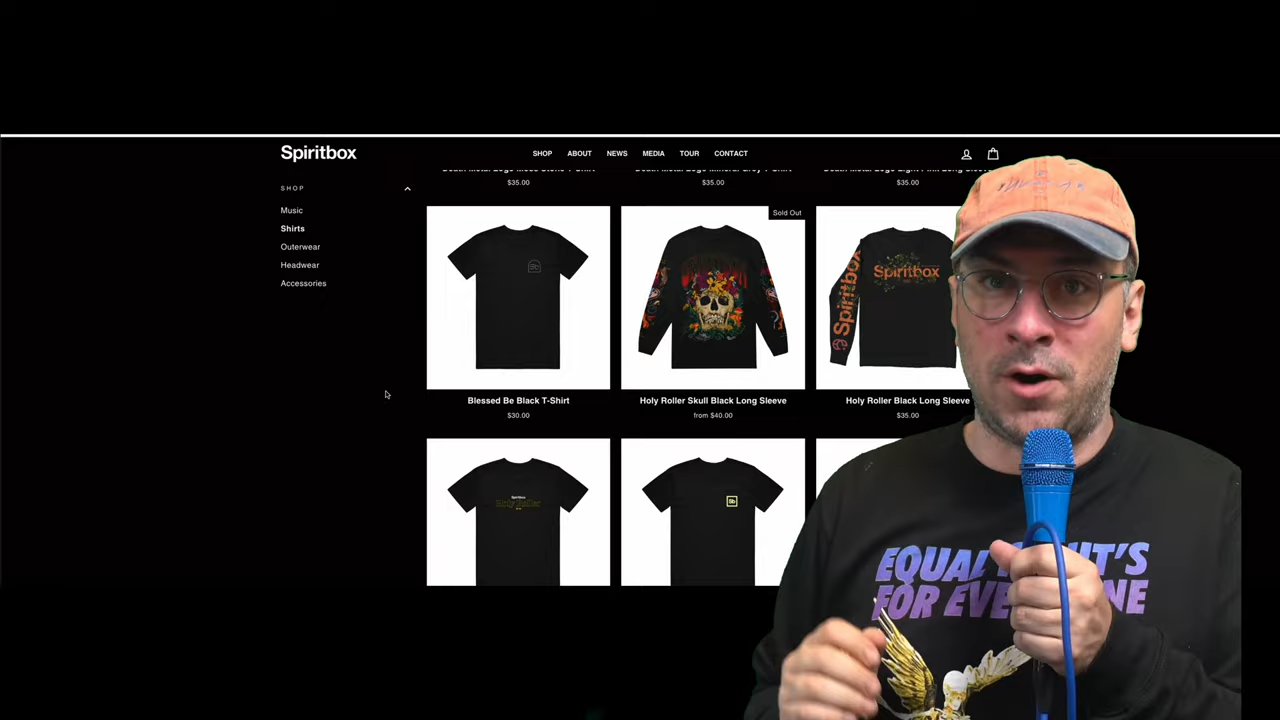 Spiritbox
SHOP ABOUT NEWS MEDIA TOUR CONTACT
SHOP
Music
Shirts
Outerwear
Headwear
Accessories
$35.00 $35.00 $35.00
Sold Out
Spiritbox
Spiritbox
Blessed Be Black T-Shirt
$30.00
Holy Roller Skull Black Long Sleeve
from $40.00
Holy Roller Black Long Sleeve
$35.00
Spiritbox
Sb
EQUAL
FOR